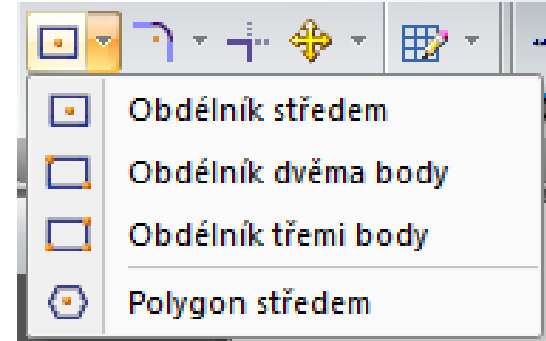 Obdélník středem
Obdélník dvěma body
Obdélník třemi body
Polygon středem